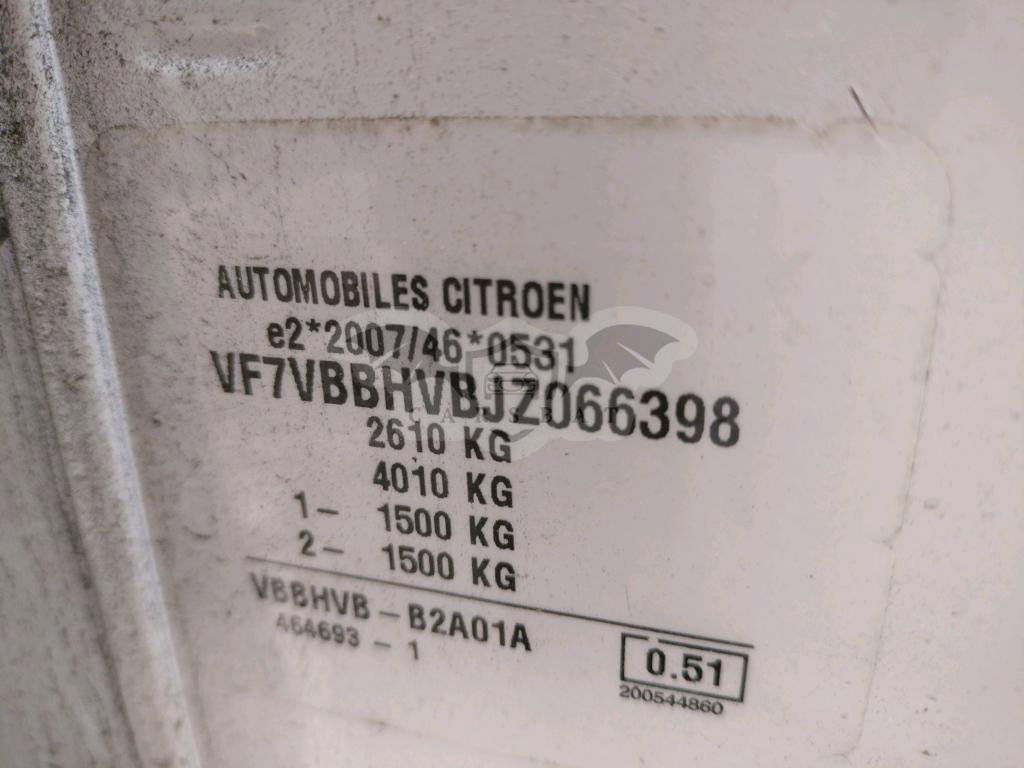 AUTOMOBILES CITROEN
e2*2007/46*0531
VF7VBBHVBJZ066398
CATSRAT
2610 KG
4010 KG
1- 1500 KG
2- 1500 KG
VBBHVB - B2A01A
464693 - 1
0.51
200544860